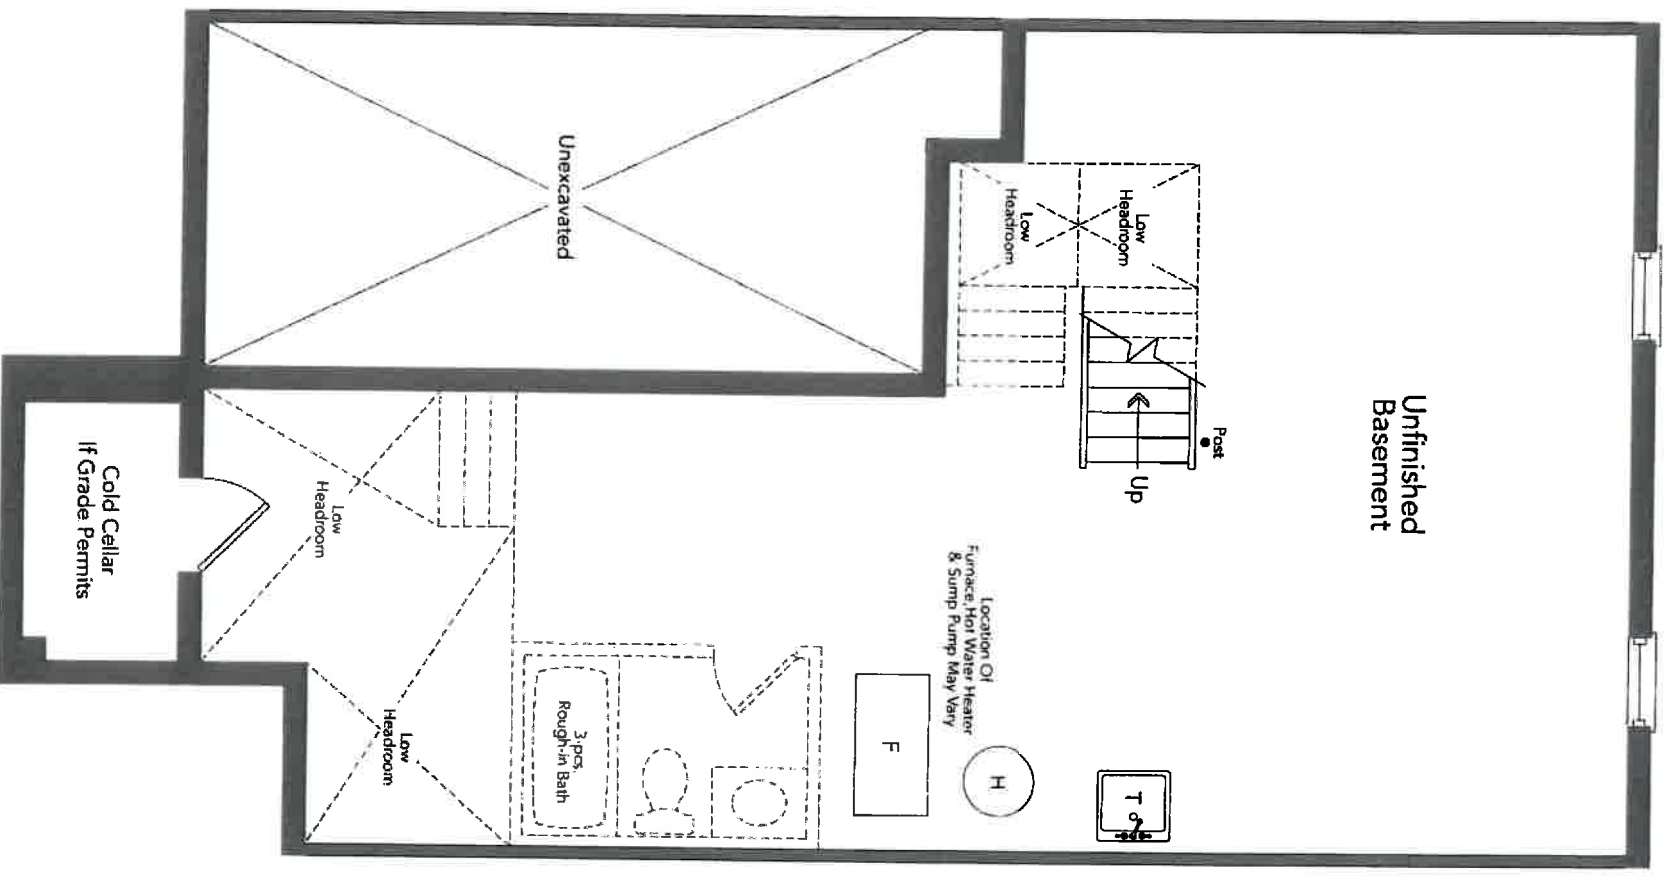 Unfinished
Basement
Post
Up
Low
Headroom
Low
Headroom
Unexcavated
Location Of
Furnace,Hot Water Heater
& Sump Pump May Vary
T
H
F
3 pcs.
Rough-in Bath
Low
Headroom
Low
Headroom
Cold Cellar
If Grade Permits